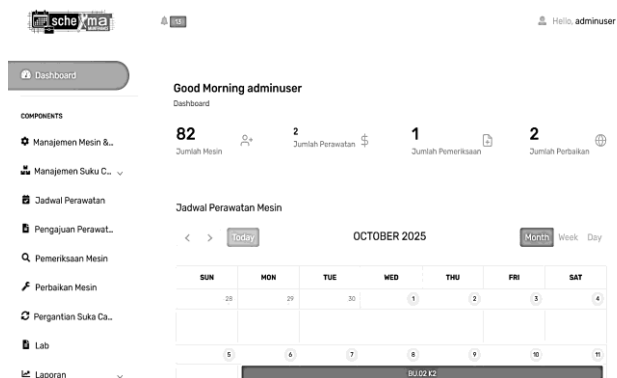 sche ma
13
Hello, adminuser
Dashboard
COMPONENTS
Manajemen Mesin &..
Manajemen Suku C..
Jadwal Perawatan
Pengajuan Perawat..
Pemeriksaan Mesin
Perbaikan Mesin
Pergantian Suka Ca..
Lab
Laporan
Good Morning adminuser
Dashboard
82
Jumlah Mesin
2
Jumlah Perawatan
1
Jumlah Pemeriksaan
2
Jumlah Perbaikan
Jadwal Perawatan Mesin
Today
OCTOBER 2025
Month Week Day
SUN MON TUE WED THU FRI SAT
28 29 30 1 2 3 4
5 6 7 8 9 10 11
BU.02 K2